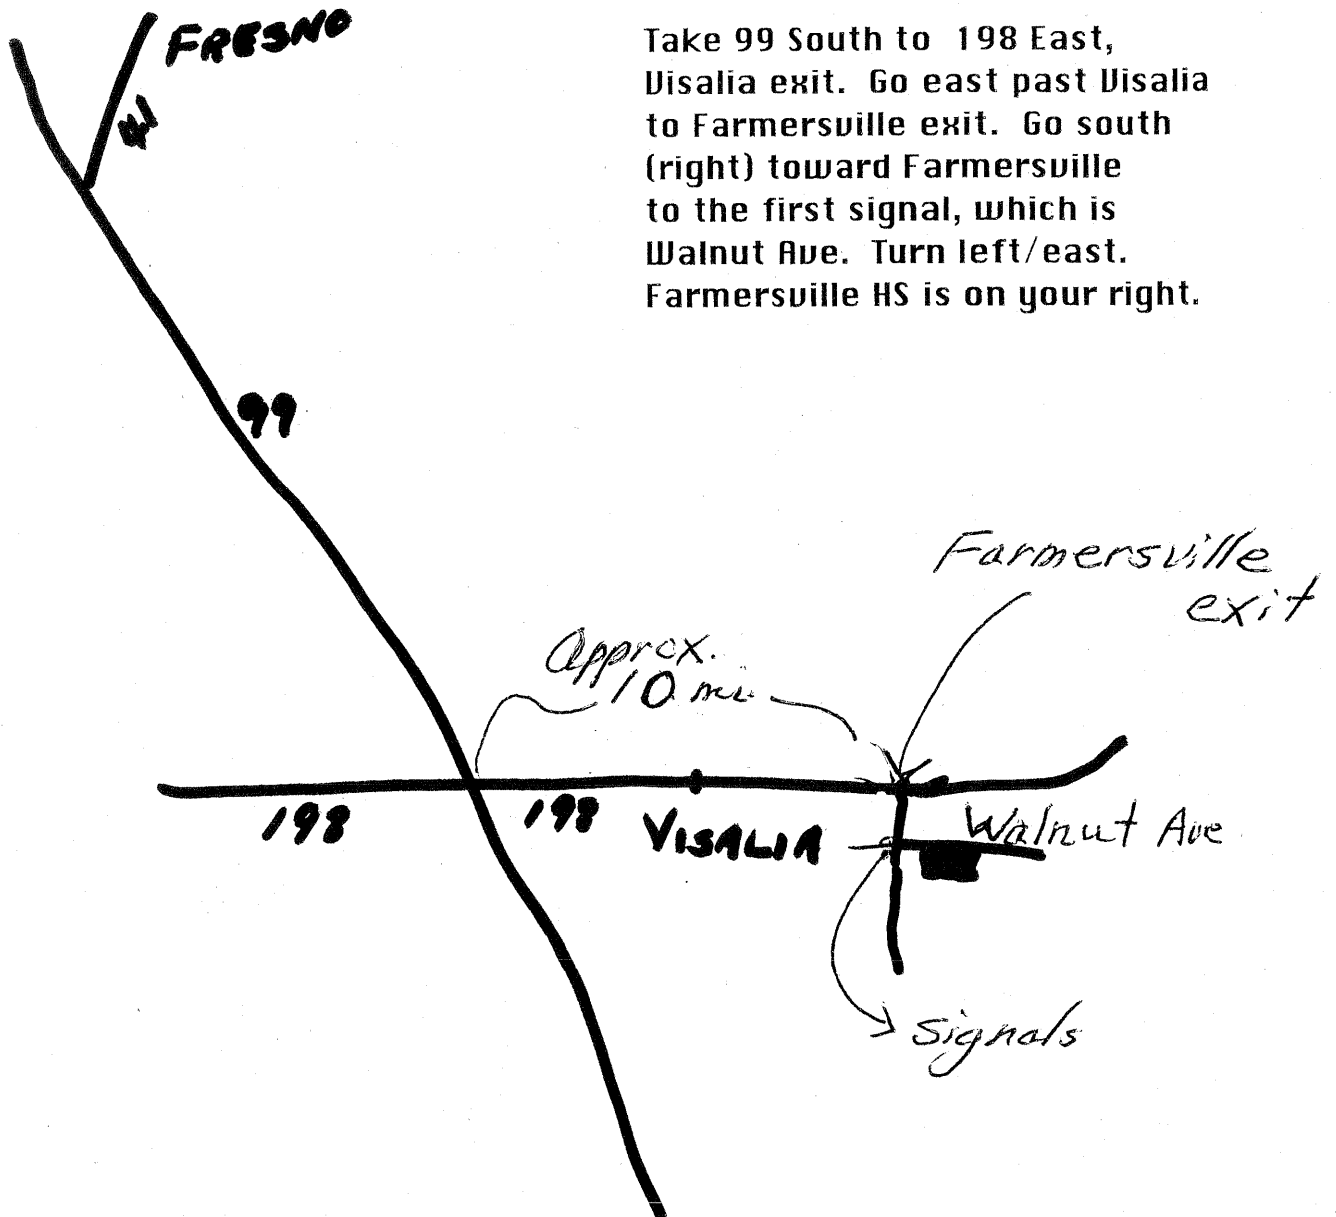 FRESNO
41
Take 99 South to 198 East,
Visalia exit. Go east past Visalia
to Farmersville exit. Go south
(right) toward Farmersville
to the first signal, which is
Walnut Ave. Turn left/east.
Farmersville HS is on your right.
99
Farmersville
exit
approx.
10 mi.
198
198
VISALIA
Walnut Ave
signals